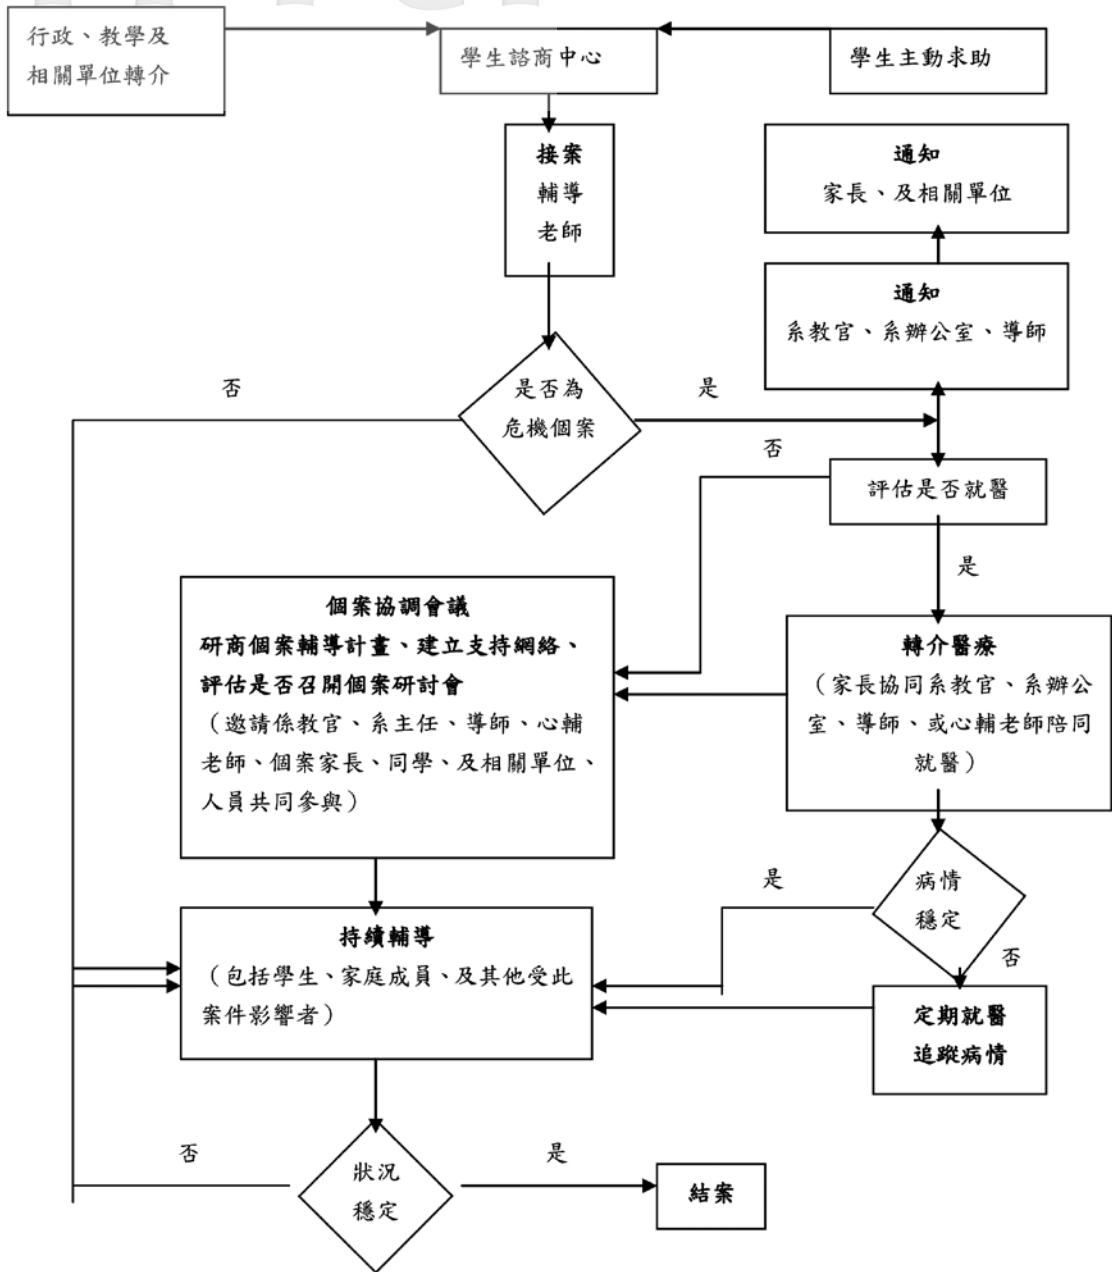 行政、教學及
相關單位轉介
學生諮商中心
學生主動求助
接案
輔導
老師
通知
家長、及相關單位
通知
系教官、系辦公室、導師
否
是否為
危機個案
是
否
評估是否就醫
是
個案協調會議
研商個案輔導計畫、建立支持網絡、
評估是否召開個案研討會
（邀請係教官、系主任、導師、心輔
老師、個案家長、同學、及相關單位、
人員共同參與）
轉介醫療
（家長協同系教官、系辦公
室、導師、或心輔老師陪同
就醫）
是
病情
穩定
否
持續輔導
（包括學生、家庭成員、及其他受此
案件影響者）
定期就醫
追蹤病情
否
狀況
穩定
是
結案